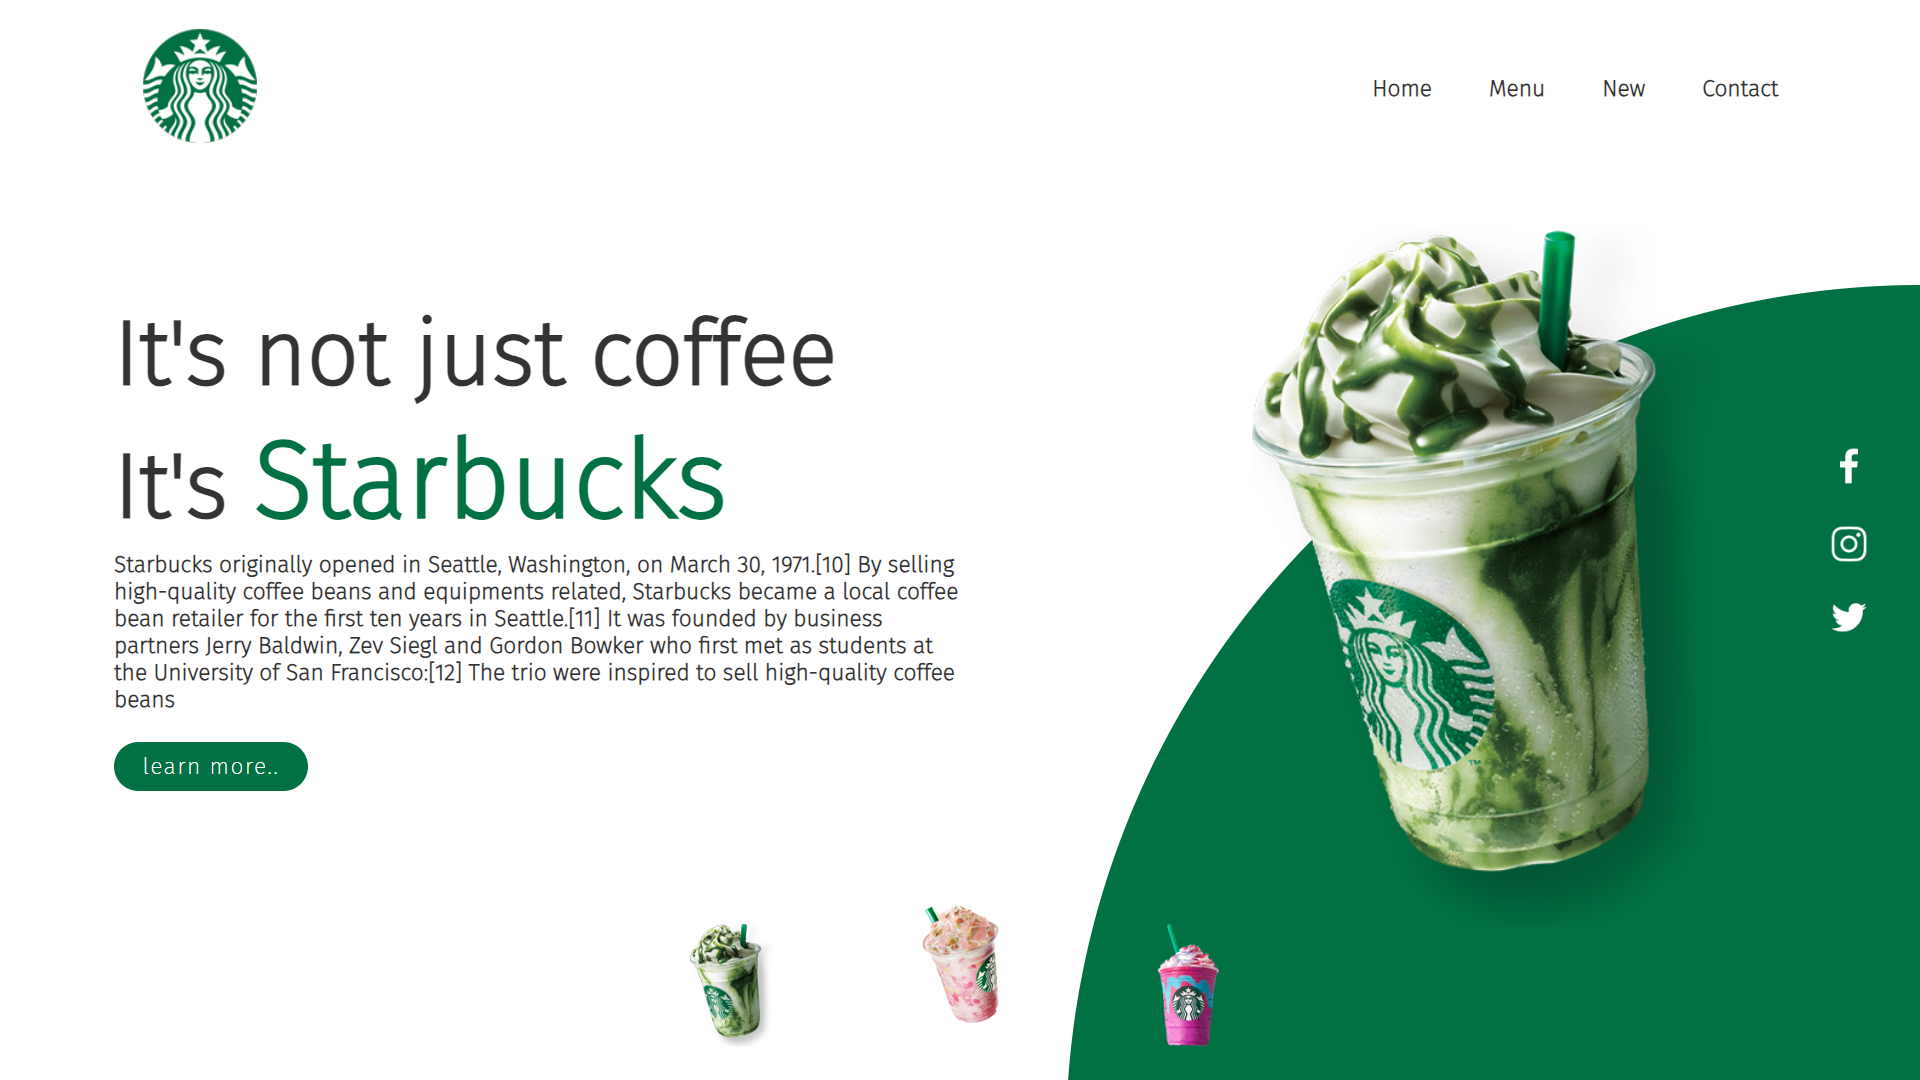 Home Menu New Contact
It's not just coffee
It's Starbucks
Starbucks originally opened in Seattle, Washington, on March 30, 1971.[10] By selling
high-quality coffee beans and equipments related, Starbucks became a local coffee
bean retailer for the first ten years in Seattle.[11] It was founded by business
partners Jerry Baldwin, Zev Siegl and Gordon Bowker who first met as students at
the University of San Francisco:[12] The trio were inspired to sell high-quality coffee
beans
learn more..
TM